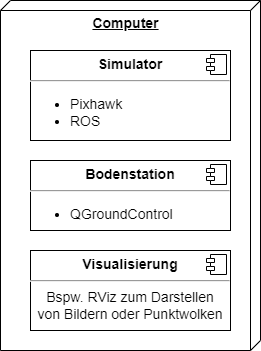 Computer
Simulator
• Pixhawk
• ROS
Bodenstation
• QGroundControl
Visualisierung
Bspw. RViz zum Darstellen
von Bildern oder Punktwolken